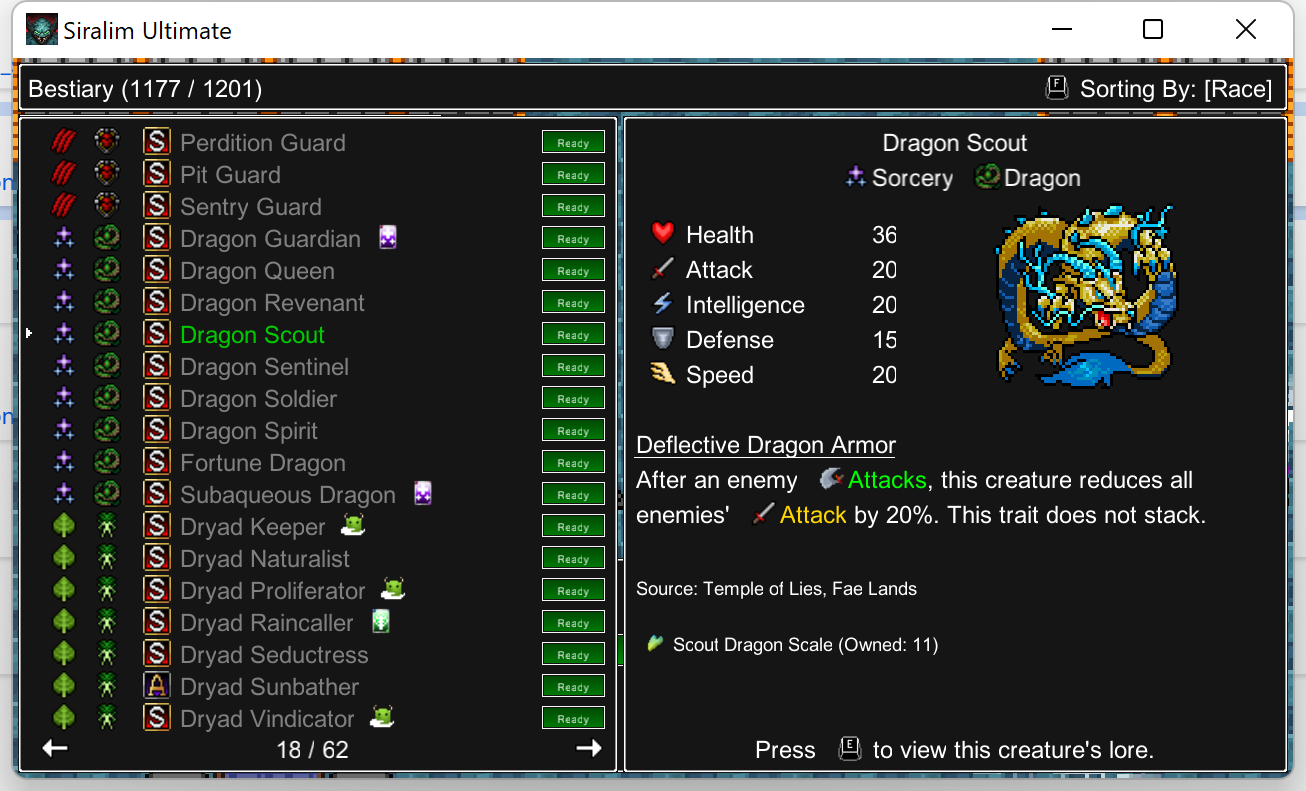 Siralim Ultimate
Bestiary (1177 / 1201)
F Sorting By: [Race]
S Perdition Guard Ready
S Pit Guard Ready
S Sentry Guard Ready
S Dragon Guardian Ready
S Dragon Queen Ready
S Dragon Revenant Ready
S Dragon Scout Ready
S Dragon Sentinel Ready
S Dragon Soldier Ready
S Dragon Spirit Ready
S Fortune Dragon Ready
S Subaqueous Dragon Ready
S Dryad Keeper Ready
S Dryad Naturalist Ready
S Dryad Proliferator Ready
S Dryad Raincaller Ready
S Dryad Seductress Ready
A Dryad Sunbather Ready
S Dryad Vindicator Ready
18 / 62
Dragon Scout
Sorcery Dragon
Health 36
Attack 20
Intelligence 20
Defense 15
Speed 20
Deflective Dragon Armor
After an enemy Attacks, this creature reduces all
enemies' Attack by 20%. This trait does not stack.
Source: Temple of Lies, Fae Lands
Scout Dragon Scale (Owned: 11)
Press E to view this creature's lore.